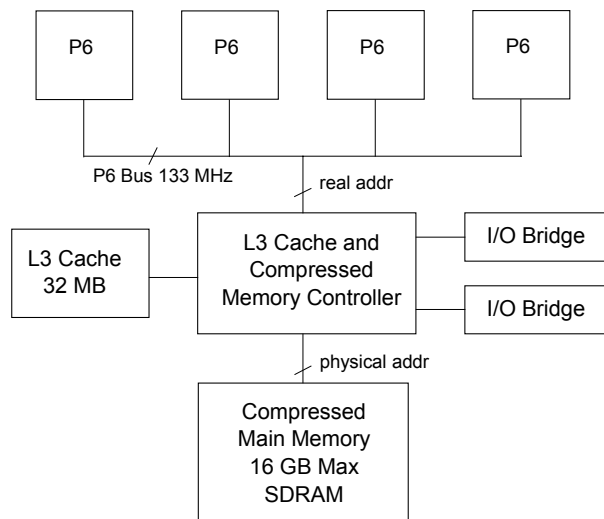 P6
P6
P6
P6
P6 Bus 133 MHz
real addr
L3 Cache
32 MB
L3 Cache and
Compressed
Memory Controller
I/O Bridge
I/O Bridge
physical addr
Compressed
Main Memory
16 GB Max
SDRAM